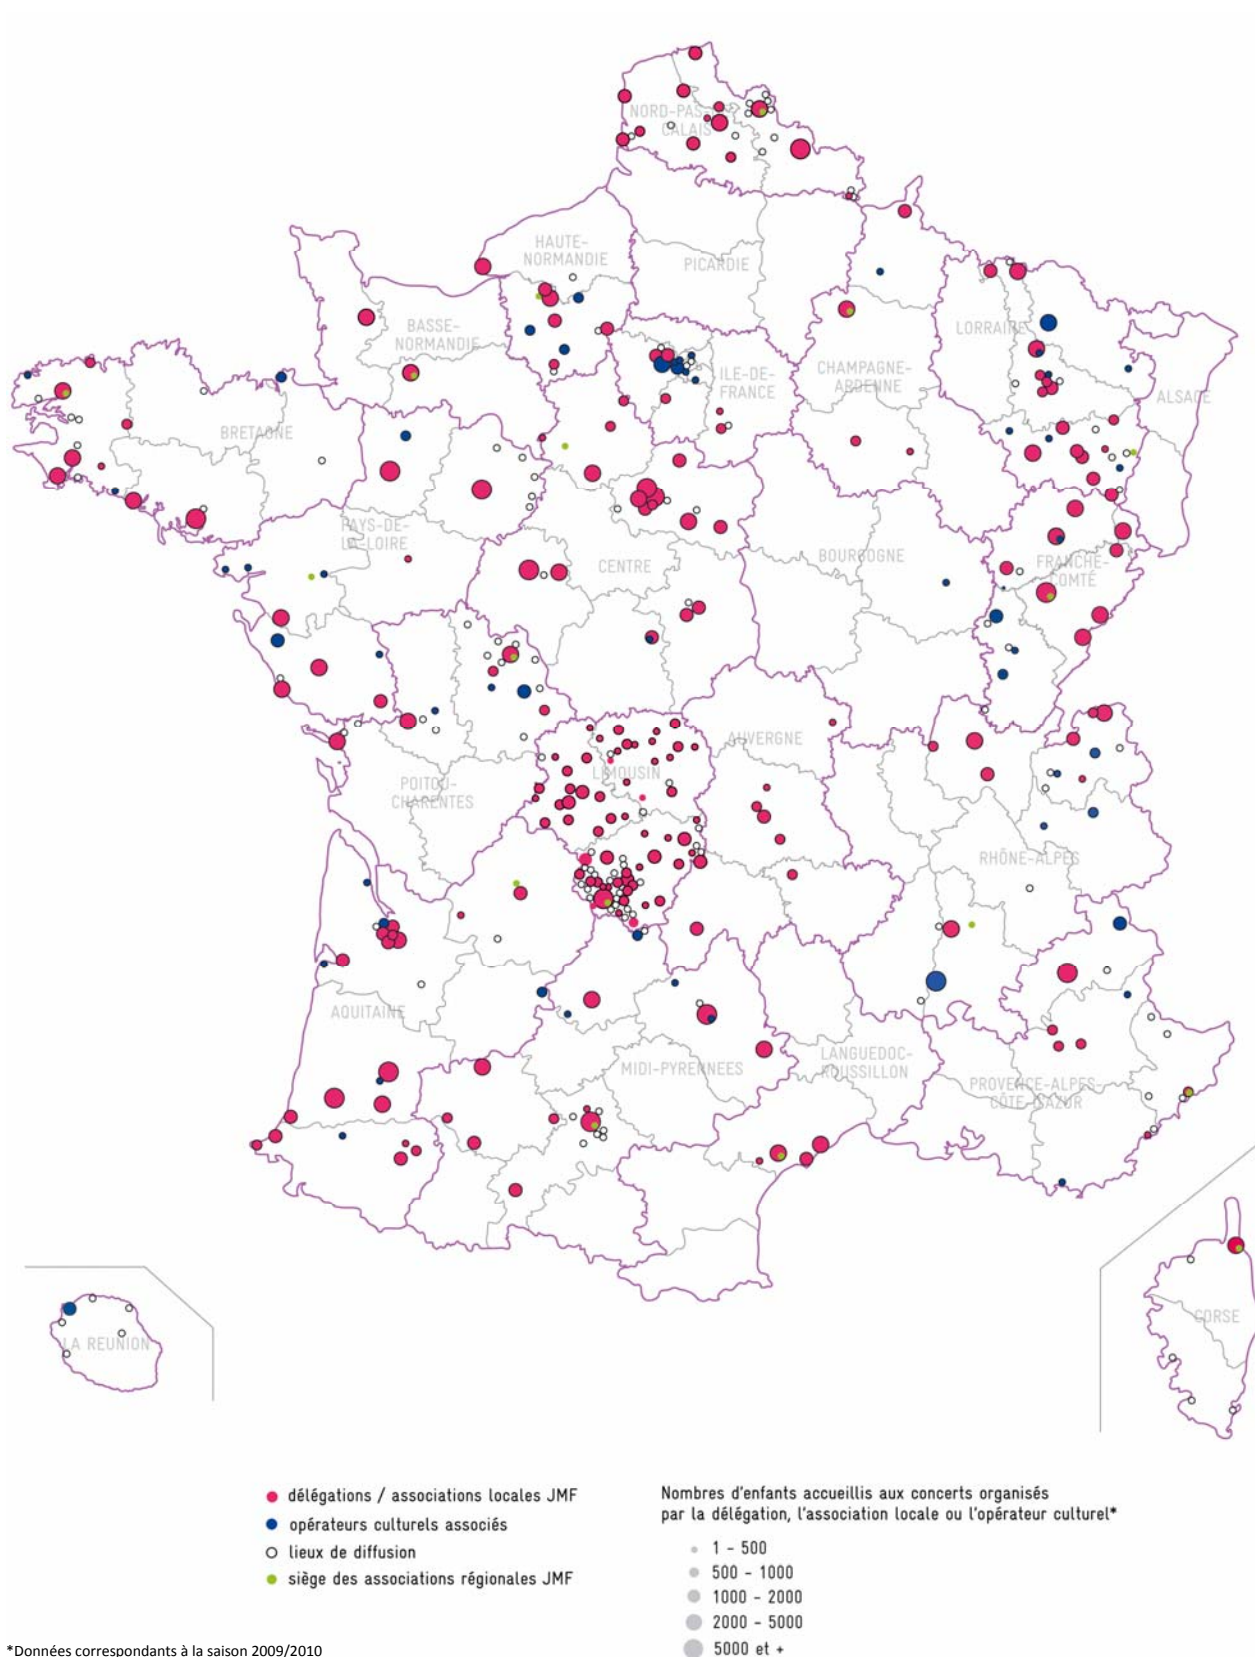 NORD-PAS-
CALAIS
HAUTE-
NORMANDIE
PICARDIE
BASSE-
NORMANDIE
LORRAINE
ILE-DE-
FRANCE
CHAMPAGNE-
ARDENNE
ALSACE
BRETAGNE
PAYS-DE-
LA-LOIRE
CENTRE
BOURGOGNE
FRANCHE-
COMTÉ
AUVERGNE
LIMOUSIN
POITOU-
CHARENTES
RHÔNE-ALPES
AQUITAINE
MIDI-PYRENNEES
LANGUEDOC-
ROUSSILLON
PROVENCE-ALPES-
CÔTE-D'AZUR
CORSE
LA REUNION
délégations / associations locales JMF
opérateurs culturels associés
lieux de diffusion
siège des associations régionales JMF
Nombres d'enfants accueillis aux concerts organisés
par la délégation, l'association locale ou l'opérateur culturel*
1 - 500
500 - 1000
1000 - 2000
2000 - 5000
5000 et +
*Données correspondants à la saison 2009/2010